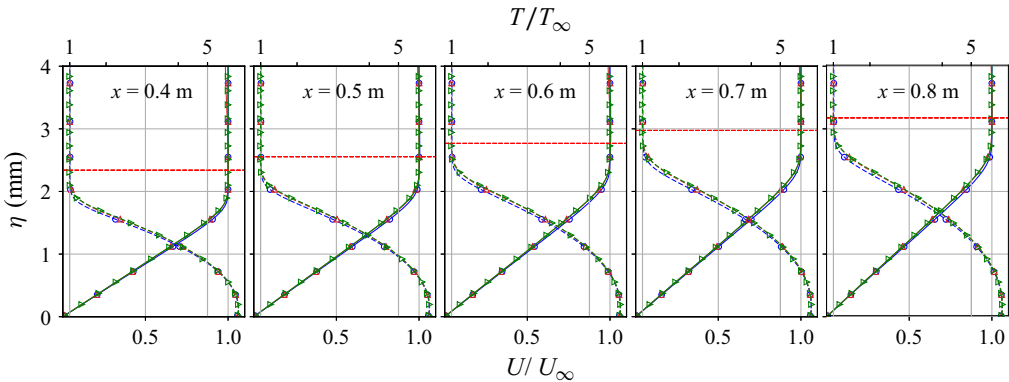 T/T∞
1 5 1 5 1 5 1 5 1 5
4
x = 0.4 m x = 0.5 m x = 0.6 m x = 0.7 m x = 0.8 m
3
η (mm)
2
1
0
0.5 1.0 0.5 1.0 0.5 1.0 0.5 1.0 0.5 1.0
U/ U∞